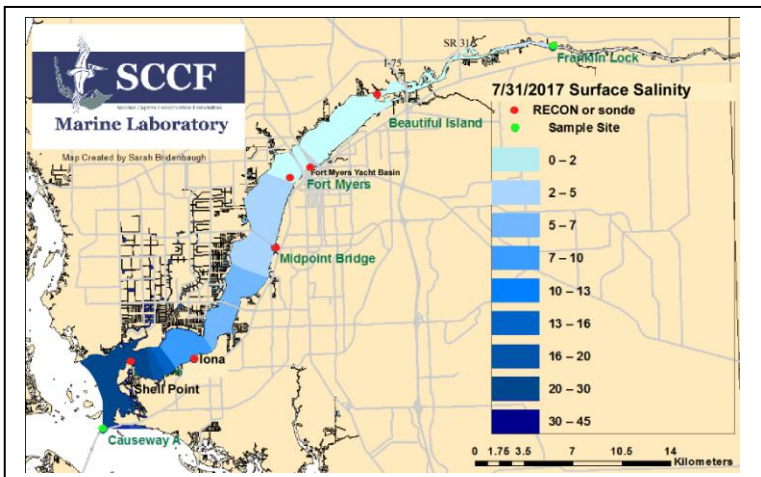 SCCF
Marine Laboratory
Map Created by Sarah Bridenbaugh
SR 31
I-75
Franklin Lock
7/31/2017 Surface Salinity
RECON or sonde
Sample Site
Beautiful Island
Fort Myers Yacht Basin
Fort Myers
Midpoint Bridge
Iona
Shell Point
Causeway A
0 – 2
2 – 5
5 – 7
7 – 10
10 – 13
13 – 16
16 – 20
20 – 30
30 – 45
0 1.75 3.5 7 10.5 14
Kilometers